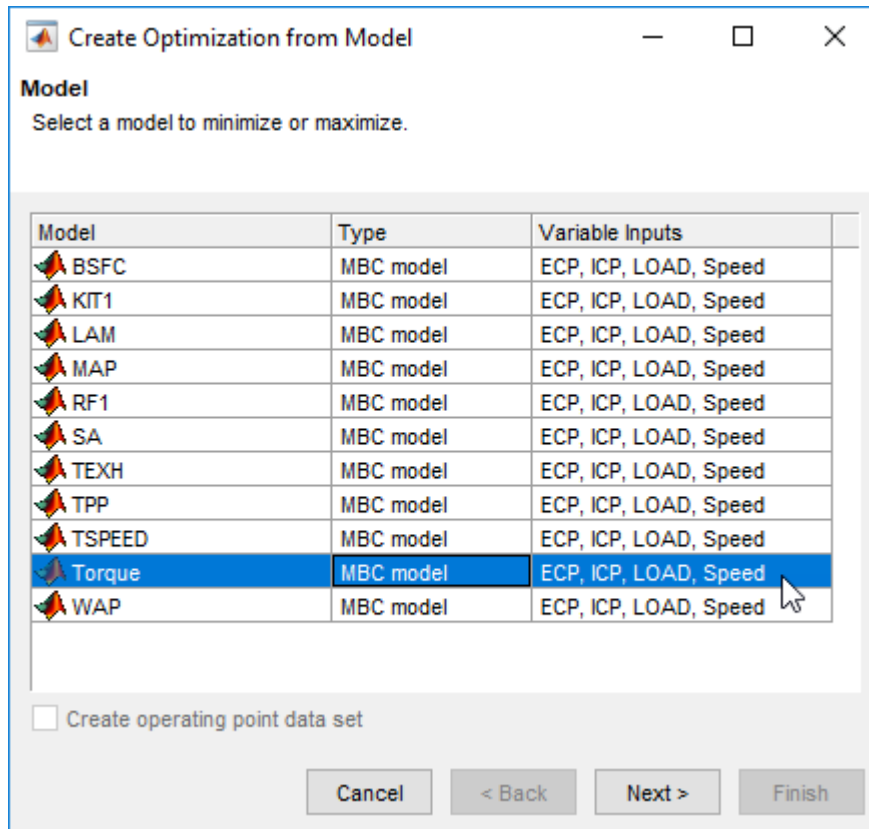 Create Optimization from Model
Model
Select a model to minimize or maximize.
Model Type Variable Inputs
BSFC MBC model ECP, ICP, LOAD, Speed
KIT1 MBC model ECP, ICP, LOAD, Speed
LAM MBC model ECP, ICP, LOAD, Speed
MAP MBC model ECP, ICP, LOAD, Speed
RF1 MBC model ECP, ICP, LOAD, Speed
SA MBC model ECP, ICP, LOAD, Speed
TEXH MBC model ECP, ICP, LOAD, Speed
TPP MBC model ECP, ICP, LOAD, Speed
TSPEED MBC model ECP, ICP, LOAD, Speed
Torque MBC model ECP, ICP, LOAD, Speed
WAP MBC model ECP, ICP, LOAD, Speed
Create operating point data set
Cancel < Back Next > Finish